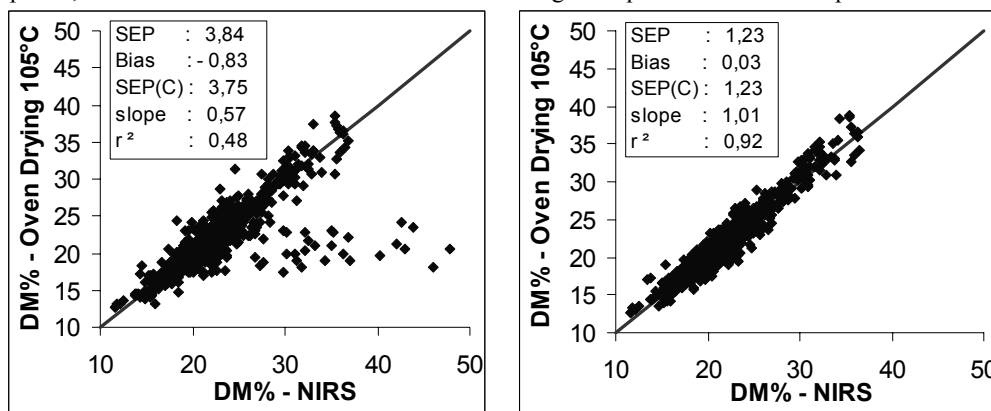 50
45
40
35
30
25
20
15
10
DM% - Oven Drying 105°C
SEP : 3,84
Bias :- 0,83
SEP(C) : 3,75
slope : 0,57
r ² : 0,48
10 20 30 40 50
DM% - NIRS
50
45
40
35
30
25
20
15
10
DM% - Oven Drying 105°C
SEP : 1,23
Bias : 0,03
SEP(C) : 1,23
slope : 1,01
r ² : 0,92
10 20 30 40 50
DM% - NIRS